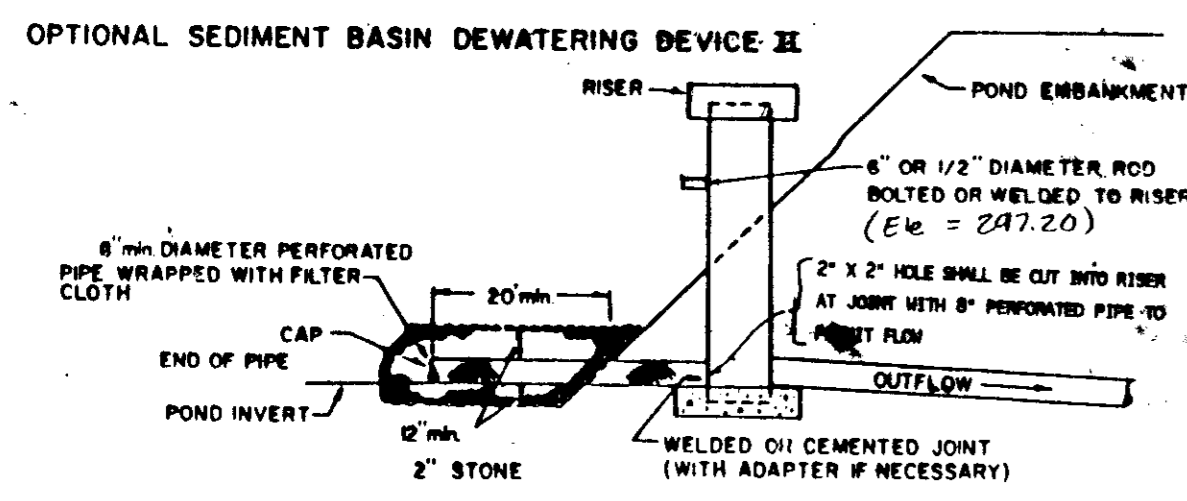 OPTIONAL SEDIMENT BASIN DEWATERING DEVICE II
RISER
POND EMBANKMENT
6" OR 1/2" DIAMETER ROD
BOLTED OR WELDED TO RISER
(Ele = 297.20)
8" min. DIAMETER PERFORATED
PIPE WRAPPED WITH FILTER
CLOTH
20' min.
2" X 2" HOLE SHALL BE CUT INTO RISER
AT JOINT WITH 8" PERFORATED PIPE TO
FLOW
CAP
END OF PIPE
OUTFLOW
POND INVERT
12" min.
2" STONE
WELDED OR CEMENTED JOINT
(WITH ADAPTER IF NECESSARY)